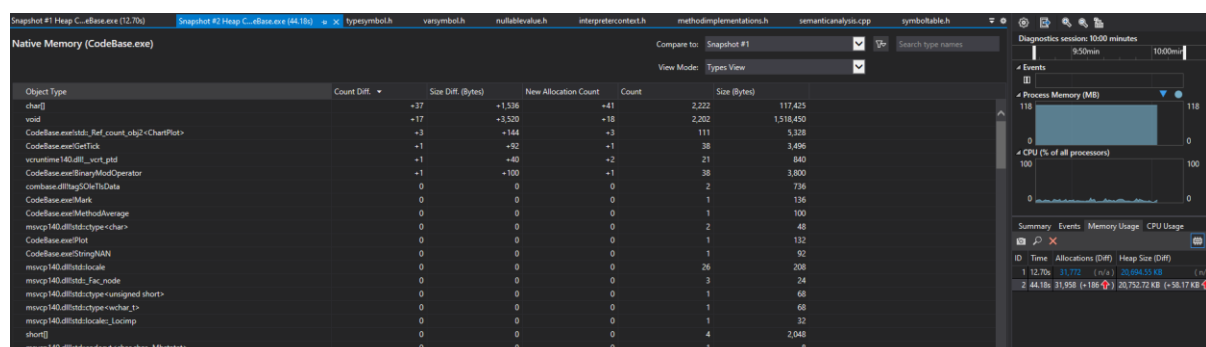 Snapshot #1 Heap C...eBase.exe (12.70s) Snapshot #2 Heap C...eBase.exe (44.18s) typesymbol.h varsymbol.h nullablevalue.h interpretercontext.h methodimplementations.h semanticanalysis.cpp symboltable.h
Native Memory (CodeBase.exe)
Compare to: Snapshot #1 Search type names
View Mode: Types View
Object Type Count Diff. Size Diff. (Bytes) New Allocation Count Count Size (Bytes)
char[] +37 +1,536 +41 2,222 117,425
void +17 +3,520 +18 2,202 1,518,450
CodeBase.exe!std::_Ref_count_obj2<ChartPlot> +3 +144 +3 111 5,328
CodeBase.exe!GetTick +1 +92 +1 38 3,496
vcruntime140.dll!__vcrt_ptd +1 +40 +2 21 840
CodeBase.exe!BinaryModOperator +1 +100 +1 38 3,800
combase.dll!tagSOleTlsData 0 0 0 2 736
CodeBase.exe!Mark 0 0 0 1 136
CodeBase.exe!MethodAverage 0 0 0 1 100
msvcp140.dll!std::ctype<char> 0 0 0 2 48
CodeBase.exe!Plot 0 0 0 1 132
CodeBase.exe!StringNAN 0 0 0 1 92
msvcp140.dll!std::locale 0 0 0 26 208
msvcp140.dll!std::_Fac_node 0 0 0 3 24
msvcp140.dll!std::ctype<unsigned short> 0 0 0 1 68
msvcp140.dll!std::ctype<wchar_t> 0 0 0 1 68
msvcp140.dll!std::locale::_Locimp 0 0 0 1 32
short[] 0 0 0 4 2,048
Diagnostics session: 10:00 minutes
9:50min 10:00min
Events
Process Memory (MB)
118 118
0 0
CPU (% of all processors)
100 100
0 0
Summary Events Memory Usage CPU Usage
ID Time Allocations (Diff) Heap Size (Diff)
1 12.70s 31,772 (n/a) 20,694.55 KB (n/
2 44.18s 31,958 (+186) 20,752.72 KB (+58.17 KB